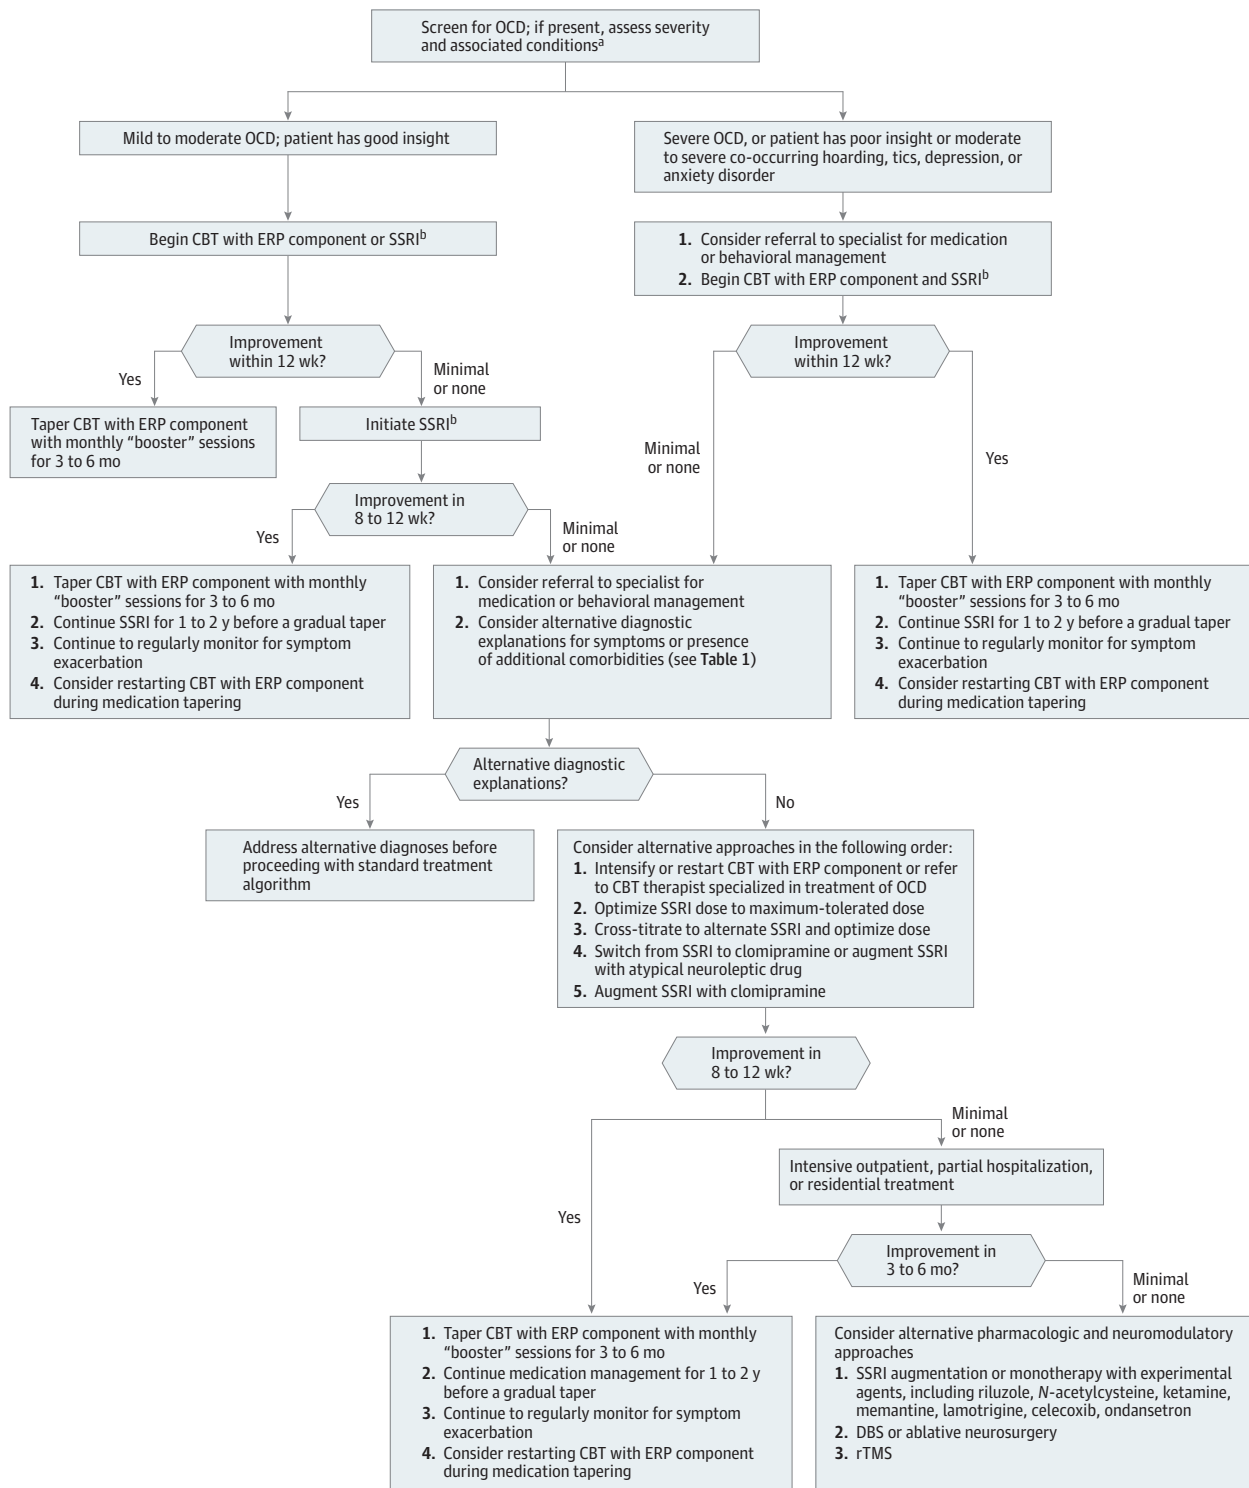 Screen for OCD; if present, assess severity
and associated conditionsa
Mild to moderate OCD; patient has good insight
Severe OCD, or patient has poor insight or moderate
to severe co-occurring hoarding, tics, depression, or
anxiety disorder
Begin CBT with ERP component or SSRIb
1. Consider referral to specialist for medication
or behavioral management
2. Begin CBT with ERP component and SSRIb
Improvement
within 12 wk?
Improvement
within 12 wk?
Yes
Minimal
or none
Taper CBT with ERP component
with monthly “booster” sessions
for 3 to 6 mo
Initiate SSRIb
Minimal
or none
Yes
Improvement in
8 to 12 wk?
Yes
Minimal
or none
1. Taper CBT with ERP component with monthly
“booster” sessions for 3 to 6 mo
2. Continue SSRI for 1 to 2 y before a gradual taper
3. Continue to regularly monitor for symptom
exacerbation
4. Consider restarting CBT with ERP component
during medication tapering
1. Consider referral to specialist for
medication or behavioral management
2. Consider alternative diagnostic
explanations for symptoms or presence
of additional comorbidities (see Table 1)
1. Taper CBT with ERP component with monthly
“booster” sessions for 3 to 6 mo
2. Continue SSRI for 1 to 2 y before a gradual taper
3. Continue to regularly monitor for symptom
exacerbation
4. Consider restarting CBT with ERP component
during medication tapering
Alternative diagnostic
explanations?
Yes
No
Address alternative diagnoses before
proceeding with standard treatment
algorithm
Consider alternative approaches in the following order:
1. Intensify or restart CBT with ERP component or refer
to CBT therapist specialized in treatment of OCD
2. Optimize SSRI dose to maximum-tolerated dose
3. Cross-titrate to alternate SSRI and optimize dose
4. Switch from SSRI to clomipramine or augment SSRI
with atypical neuroleptic drug
5. Augment SSRI with clomipramine
Improvement in
8 to 12 wk?
Minimal
or none
Intensive outpatient, partial hospitalization,
or residential treatment
Yes
Improvement in
3 to 6 mo?
Yes
Minimal
or none
1. Taper CBT with ERP component with monthly
“booster” sessions for 3 to 6 mo
2. Continue medication management for 1 to 2 y
before a gradual taper
3. Continue to regularly monitor for symptom
exacerbation
4. Consider restarting CBT with ERP component
during medication tapering
Consider alternative pharmacologic and neuromodulatory
approaches
1. SSRI augmentation or monotherapy with experimental
agents, including riluzole, N-acetylcysteine, ketamine,
memantine, lamotrigine, celecoxib, ondansetron
2. DBS or ablative neurosurgery
3. rTMS